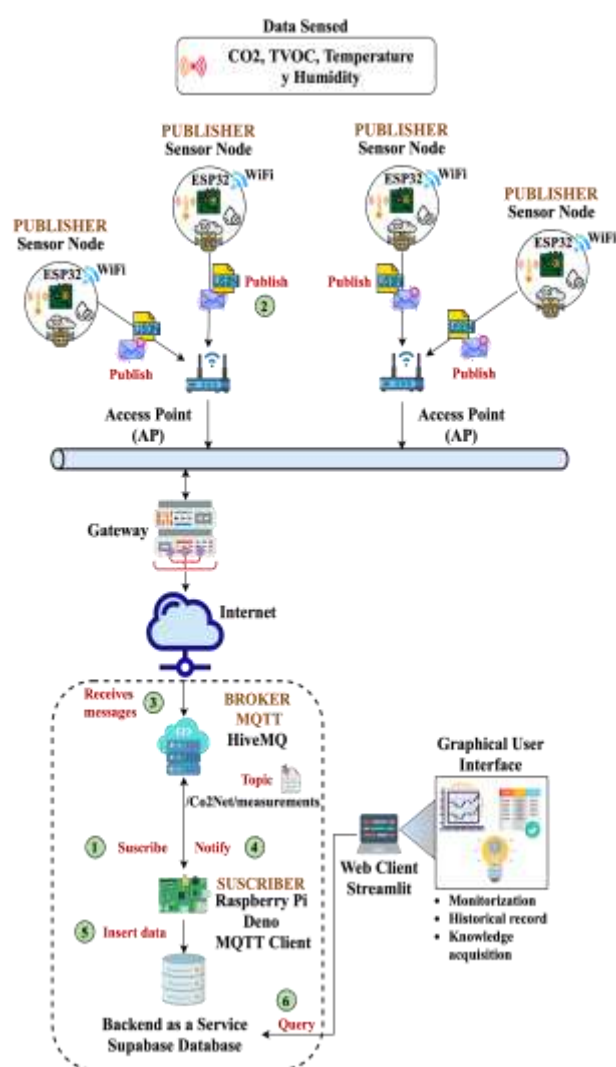 Data Sensed
CO2, TVOC, Temperature
y Humidity
PUBLISHER
Sensor Node
ESP32
WiFi
PUBLISHER
Sensor Node
ESP32
WiFi
PUBLISHER
Sensor Node
ESP32
WiFi
PUBLISHER
Sensor Node
ESP32
WiFi
Publish
2
Publish
Publish
Publish
Access Point
(AP)
Access Point
(AP)
Gateway
Internet
Receives
messages
3
BROKER
MQTT
HiveMQ
Topic
/Co2Net/measurements
1
Suscribe
Notify
4
SUSCRIBER
Raspberry Pi
Deno
MQTT Client
5
Insert data
Backend as a Service
Supabase Database
6
Query
Web Client
Streamlit
Graphical User
Interface
• Monitorization
• Historical record
• Knowledge
acquisition